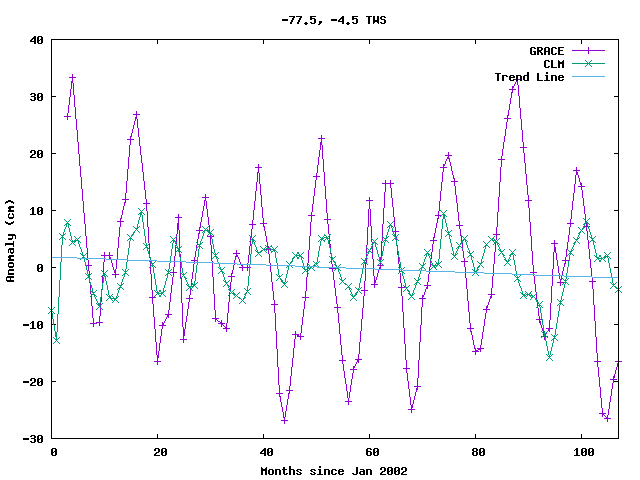 -77.5, -4.5 TWS
GRACE
CLM
Trend Line
Anomaly (cm)
40
30
20
10
0
-10
-20
-30
0 20 40 60 80 100
Months since Jan 2002